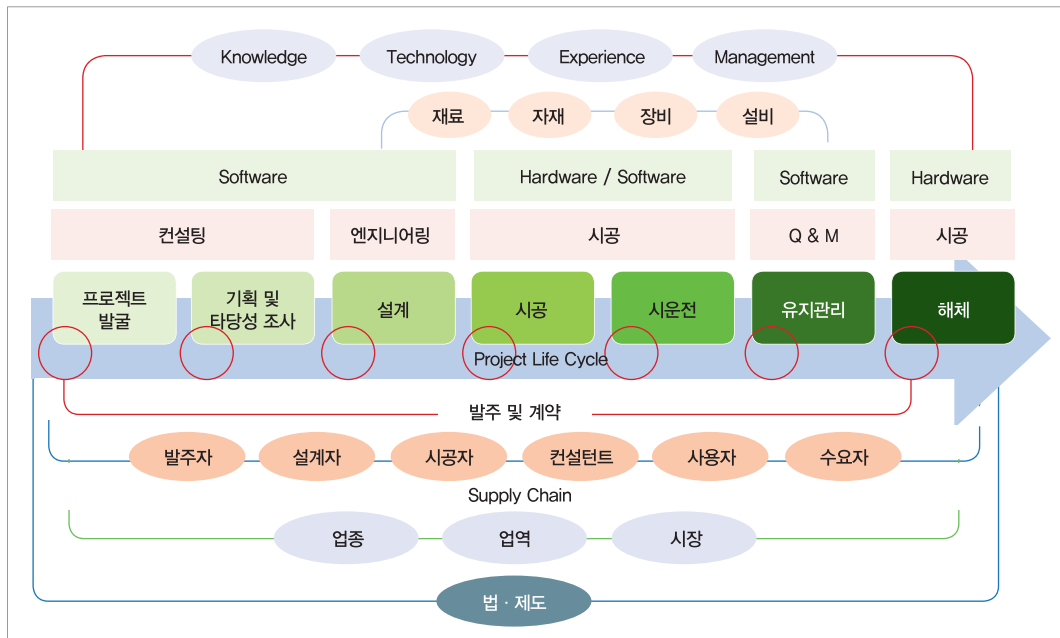 Knowledge Technology Experience Management
재료 자재 장비 설비
Software Hardware / Software Software Hardware
컨설팅 엔지니어링 시공 Q & M 시공
프로젝트 발굴 기획 및 타당성 조사 설계 시공 시운전 유지관리 해체
Project Life Cycle
발주 및 계약
발주자 설계자 시공자 컨설턴트 사용자 수요자
Supply Chain
업종 업역 시장
법 · 제도